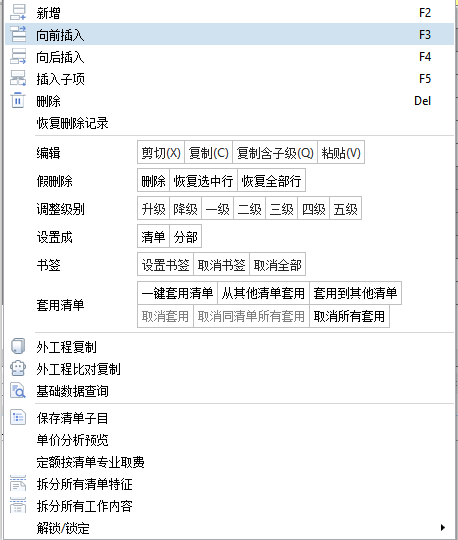 新增 F2
向前插入 F3
向后插入 F4
插入子项 F5
删除 Del
恢复删除记录
编辑 剪切(X) 复制(C) 复制含子级(Q) 粘贴(V)
假删除 删除 恢复选中行 恢复全部行
调整级别 升级 降级 一级 二级 三级 四级 五级
设置成 清单 分部
书签 设置书签 取消书签 取消全部
套用清单 一键套用清单 从其他清单套用 套用到其他清单
取消套用 取消同清单所有套用 取消所有套用
外工程复制
外工程比对复制
基础数据查询
保存清单子目
单价分析预览
定额按清单专业取费
拆分所有清单特征
拆分所有工作内容
解锁/锁定